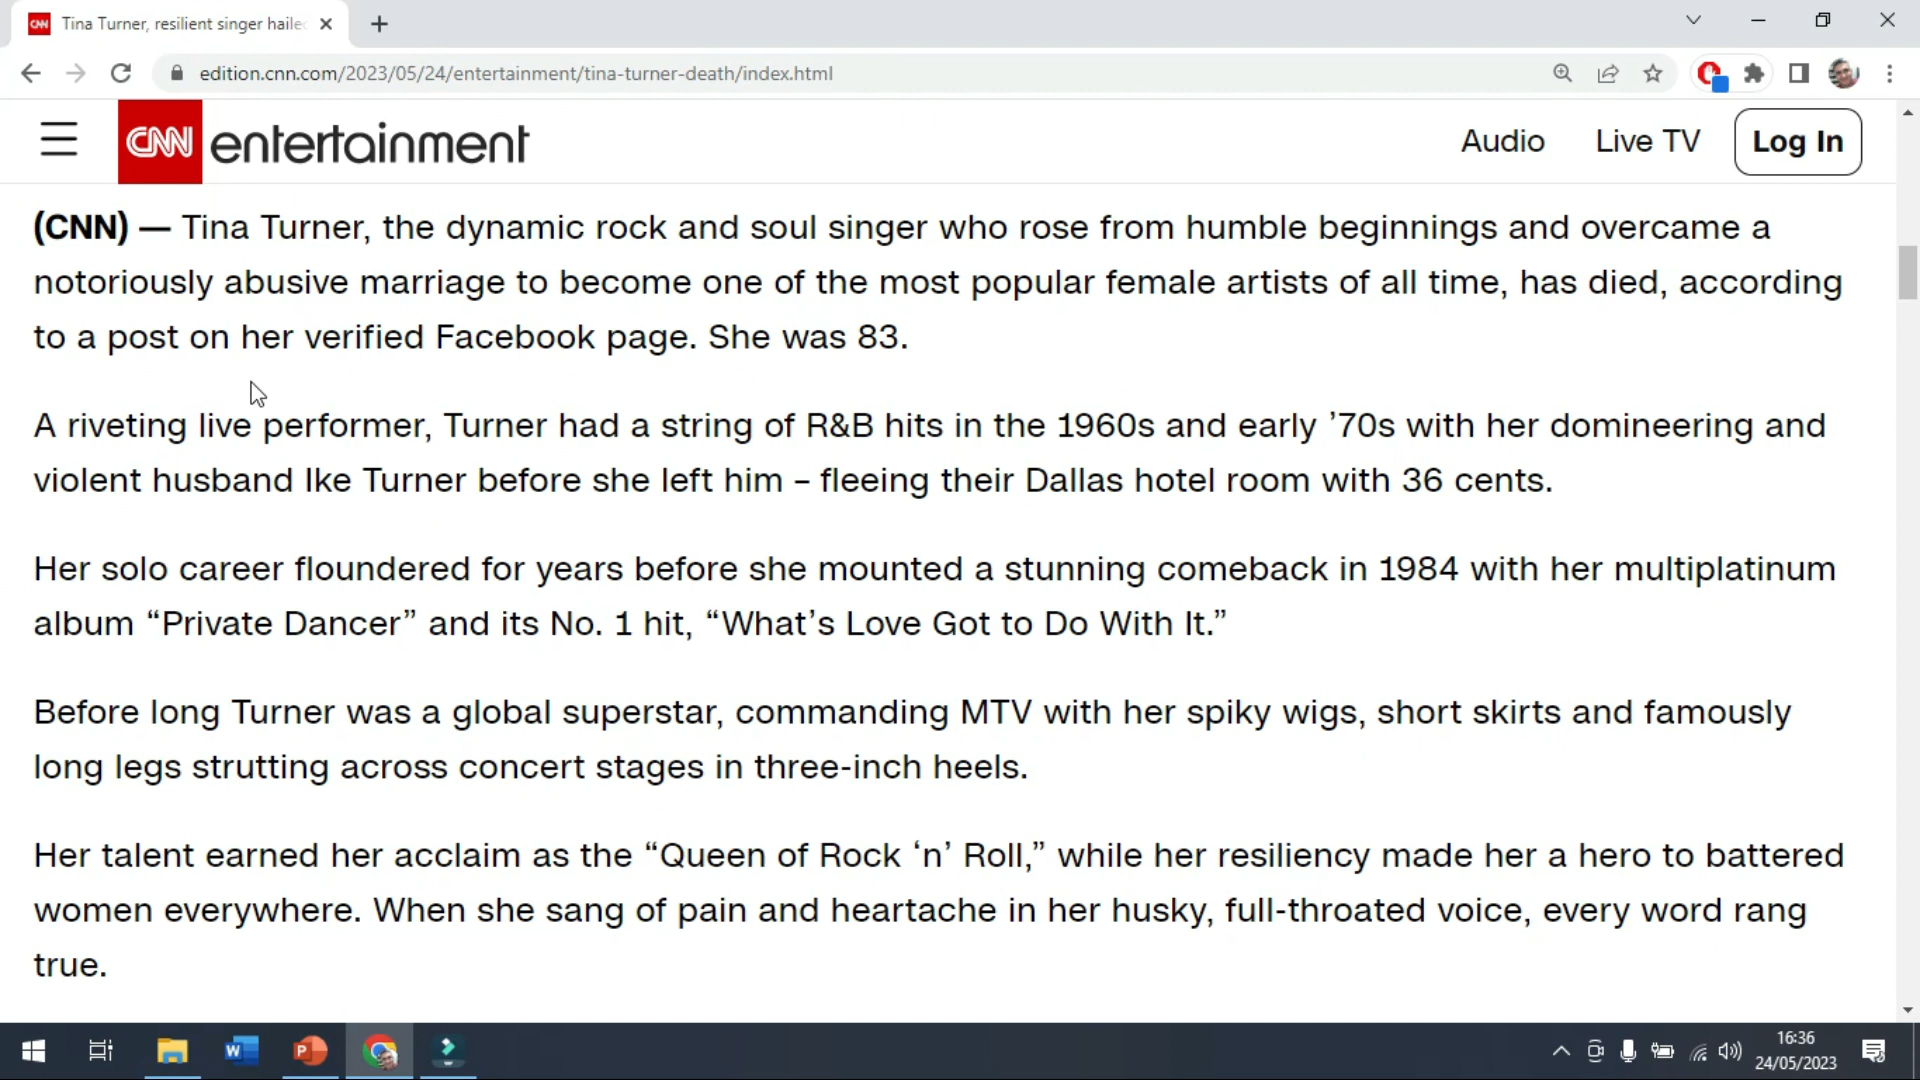 CNN Tina Turner, resilient singer haile
edition.cnn.com/2023/05/24/entertainment/tina-turner-death/index.html
CNN entertainment Audio Live TV Log In
(CNN) — Tina Turner, the dynamic rock and soul singer who rose from humble beginnings and overcame a
notoriously abusive marriage to become one of the most popular female artists of all time, has died, according
to a post on her verified Facebook page. She was 83.
A riveting live performer, Turner had a string of R&B hits in the 1960s and early ’70s with her domineering and
violent husband Ike Turner before she left him – fleeing their Dallas hotel room with 36 cents.
Her solo career floundered for years before she mounted a stunning comeback in 1984 with her multiplatinum
album “Private Dancer” and its No. 1 hit, “What’s Love Got to Do With It.”
Before long Turner was a global superstar, commanding MTV with her spiky wigs, short skirts and famously
long legs strutting across concert stages in three-inch heels.
Her talent earned her acclaim as the “Queen of Rock ‘n’ Roll,” while her resiliency made her a hero to battered
women everywhere. When she sang of pain and heartache in her husky, full-throated voice, every word rang
true.
W P 16:36
24/05/2023